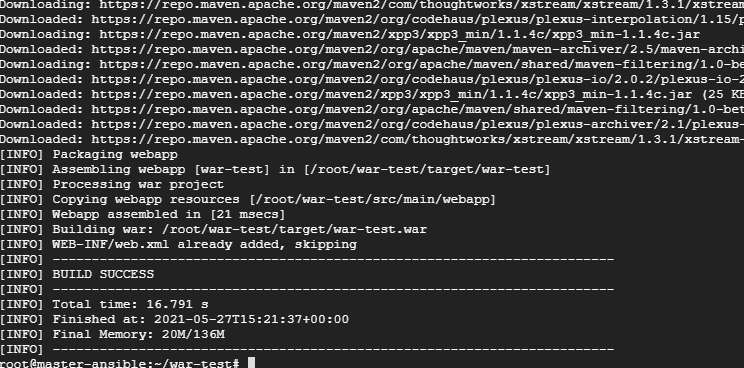 Downloading: https://repo.maven.apache.org/maven2/com/thoughtworks/xstream/xstream/1.3.1/xstream
Downloaded: https://repo.maven.apache.org/maven2/org/codehaus/plexus/plexus-interpolation/1.15/p
Downloading: https://repo.maven.apache.org/maven2/xpp3/xpp3_min/1.1.4c/xpp3_min-1.1.4c.jar
Downloaded: https://repo.maven.apache.org/maven2/org/apache/maven/maven-archiver/2.5/maven-archi
Downloaded: https://repo.maven.apache.org/maven2/org/apache/maven/shared/maven-filtering/1.0-be
Downloaded: https://repo.maven.apache.org/maven2/org/codehaus/plexus/plexus-io/2.0.2/plexus-io-2
Downloaded: https://repo.maven.apache.org/maven2/xpp3/xpp3_min/1.1.4c/xpp3_min-1.1.4c.jar (25 KB
Downloaded: https://repo.maven.apache.org/maven2/org/apache/maven/shared/maven-filtering/1.0-bet
Downloaded: https://repo.maven.apache.org/maven2/org/codehaus/plexus/plexus-archiver/2.1/plexus-
Downloaded: https://repo.maven.apache.org/maven2/com/thoughtworks/xstream/xstream/1.3.1/xstream-
[INFO] Packaging webapp
[INFO] Assembling webapp [war-test] in [/root/war-test/target/war-test]
[INFO] Processing war project
[INFO] Copying webapp resources [/root/war-test/src/main/webapp]
[INFO] Webapp assembled in [21 msecs]
[INFO] Building war: /root/war-test/target/war-test.war
[INFO] WEB-INF/web.xml already added, skipping
[INFO] ------------------------------------------------------------------------
[INFO] BUILD SUCCESS
[INFO] ------------------------------------------------------------------------
[INFO] Total time: 16.791 s
[INFO] Finished at: 2021-05-27T15:21:37+00:00
[INFO] Final Memory: 20M/136M
[INFO] ------------------------------------------------------------------------
root@master-ansible:~/war-test#